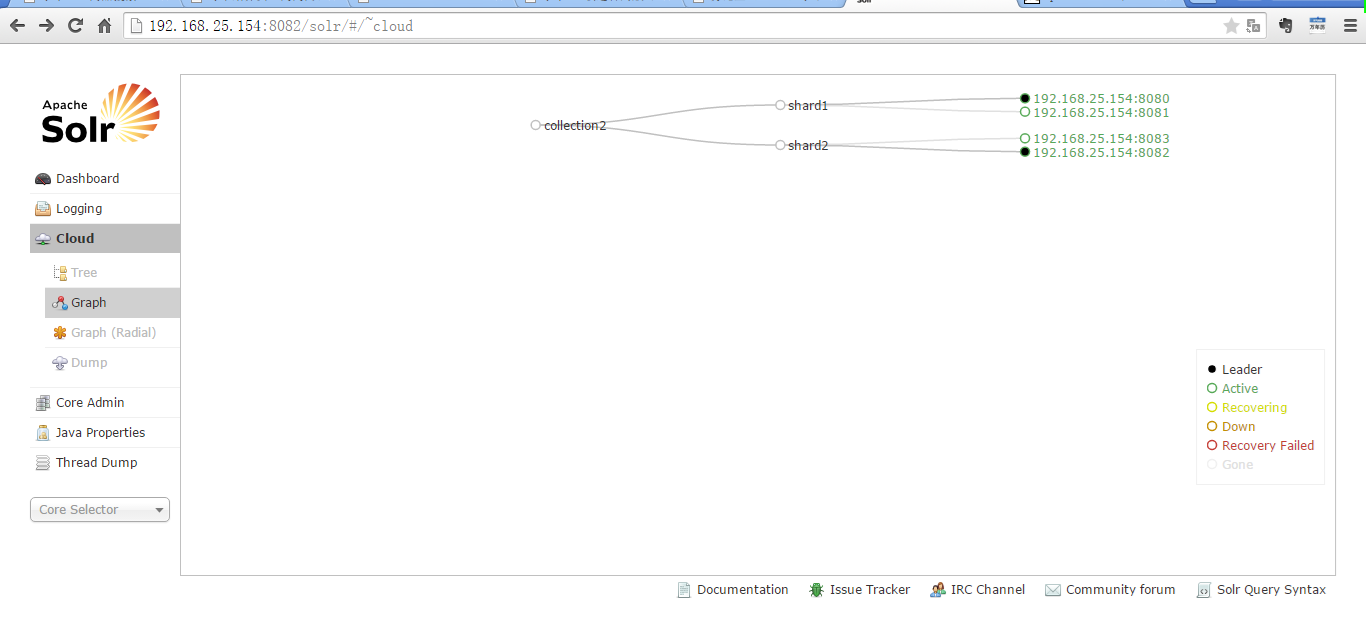 Solr
192.168.25.154:8082/solr/#/~cloud
Apache
Solr
Dashboard
Logging
Cloud
Tree
Graph
Graph (Radial)
Dump
Core Admin
Java Properties
Thread Dump
Core Selector
collection2
shard1
shard2
192.168.25.154:8080
192.168.25.154:8081
192.168.25.154:8083
192.168.25.154:8082
Leader
Active
Recovering
Down
Recovery Failed
Gone
Documentation
Issue Tracker
IRC Channel
Community forum
Solr Query Syntax